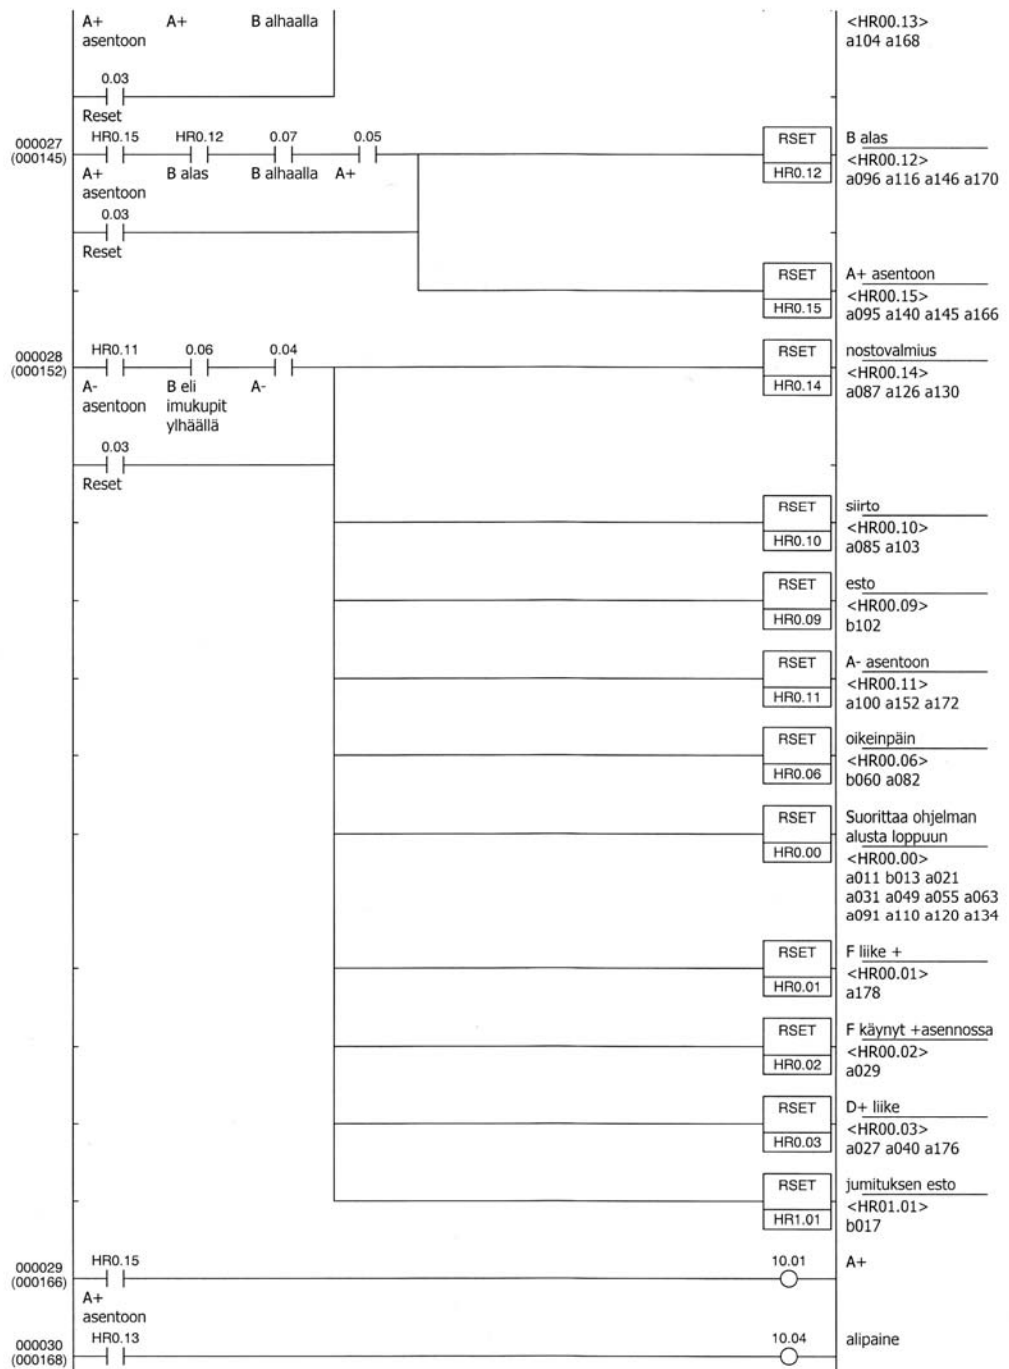 A+ A+ B alhaalla <HR00.13>
asentoon a104 a168
0.03
Reset
000027 HR0.15 HR0.12 0.07 0.05 RSET B alas
(000145) <HR00.12>
A+ B alas B alhaalla A+ HR0.12 a096 a116 a146 a170
asentoon
0.03
Reset
RSET A+ asentoon
<HR00.15>
HR0.15 a095 a140 a145 a166
000028 HR0.11 0.06 0.04 RSET nostovalmius
(000152) <HR00.14>
A- B eli A- HR0.14 a087 a126 a130
asentoon imukupit
ylhäällä
0.03
Reset
RSET siirto
<HR00.10>
HR0.10 a085 a103
RSET esto
<HR00.09>
HR0.09 b102
RSET A- asentoon
<HR00.11>
HR0.11 a100 a152 a172
RSET oikeinpäin
<HR00.06>
HR0.06 b060 a082
RSET Suorittaa ohjelman
alusta loppuun
HR0.00 <HR00.00>
a011 b013 a021
a031 a049 a055 a063
a091 a110 a120 a134
RSET F liike +
<HR00.01>
HR0.01 a178
RSET F käynyt +asennossa
<HR00.02>
HR0.02 a029
RSET D+ liike
<HR00.03>
HR0.03 a027 a040 a176
RSET jumituksen esto
<HR01.01>
HR1.01 b017
000029 HR0.15 10.01 A+
(000166)
A+
asentoon
000030 HR0.13 10.04 alipaine
(000168)